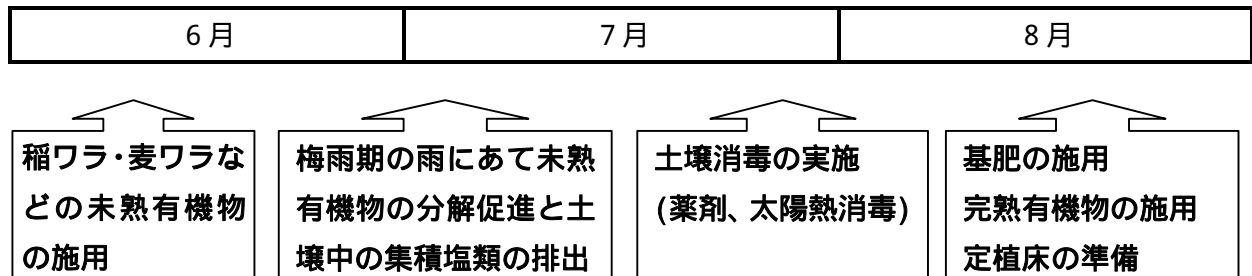 6月
7月
8月
稲ワラ・麦ワラな
どの未熟有機物
の施用
梅雨期の雨にあて未熟
有機物の分解促進と土
壌中の集積塩類の排出
土壌消毒の実施
(薬剤、太陽熱消毒)
基肥の施用
完熟有機物の施用
定植床の準備